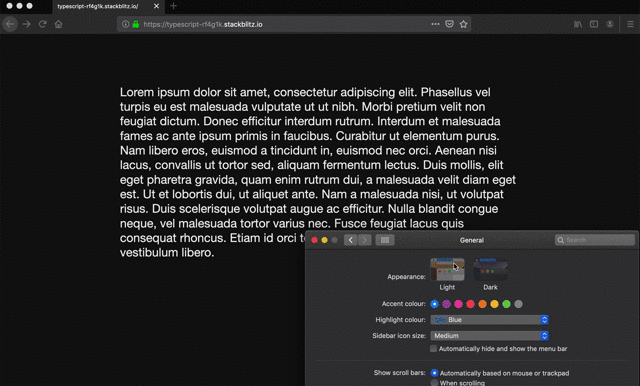 typescript-rf4g1k.stackblitz.io/
https://typescript-rf4g1k.stackblitz.io
Lorem ipsum dolor sit amet, consectetur adipiscing elit. Phasellus vel
turpis eu est malesuada vulputate ut ut nibh. Morbi pretium velit non
feugiat dictum. Donec efficitur interdum rutrum. Interdum et malesuada
fames ac ante ipsum primis in faucibus. Curabitur ut elementum purus.
Nam libero eros, euismod a tincidunt in, euismod nec orci. Aenean nisi
lacus, convallis ut tortor sed, aliquam fermentum lectus. Duis mollis, elit
eget pharetra gravida, quam enim rutrum dui, a malesuada velit diam eget
est. Ut et lobortis dui, ut aliquet ante. Nam a malesuada nisi, ut volutpat
risus. Duis scelerisque volutpat augue ac efficitur. Nulla blandit congue
neque, vel malesuada tortor varius nec. Fusce feugiat lacus quis
consequat rhoncus. Etiam id orci t
vestibulum libero.
General
Search
Appearance:
Light
Dark
Accent colour:
Highlight colour:
Blue
Sidebar icon size:
Medium
Automatically hide and show the menu bar
Show scroll bars:
Automatically based on mouse or trackpad
When scrolling